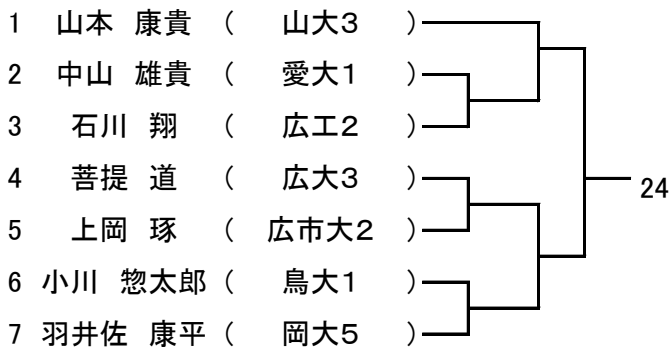 1 山本 康貴 ( 山大3 )
2 中山 雄貴 ( 愛大1 )
3 石川 翔 ( 広工2 )
4 菩提 道 ( 広大3 )
5 上岡 琢 ( 広市大2 )
6 小川 惣太郎 ( 鳥大1 )
7 羽井佐 康平 ( 岡大5 )
24